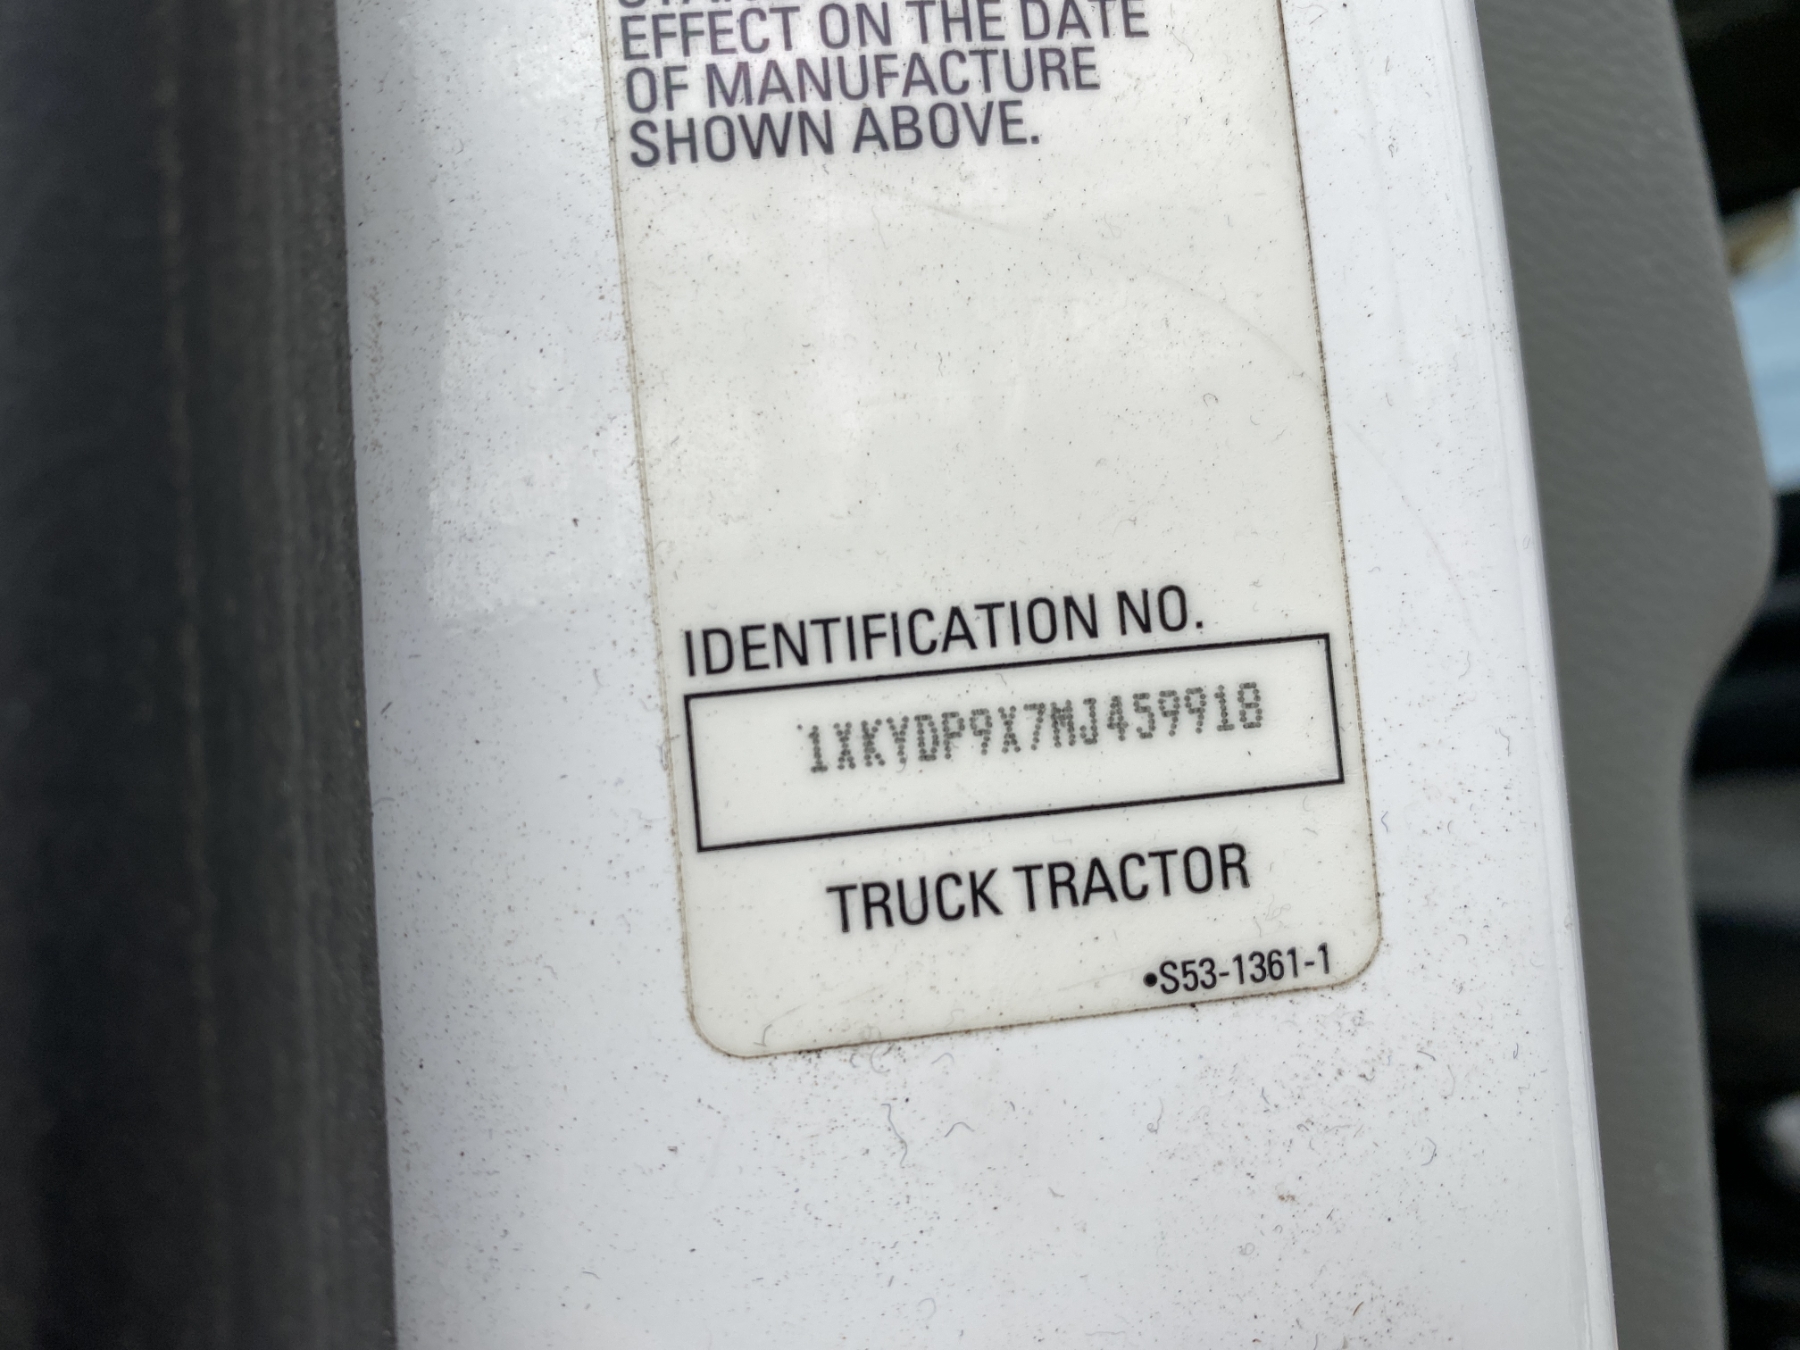 EFFECT ON THE DATE
OF MANUFACTURE
SHOWN ABOVE.
IDENTIFICATION NO.
1XKYDP9X7MJ459918
TRUCK TRACTOR
•S53-1361-1